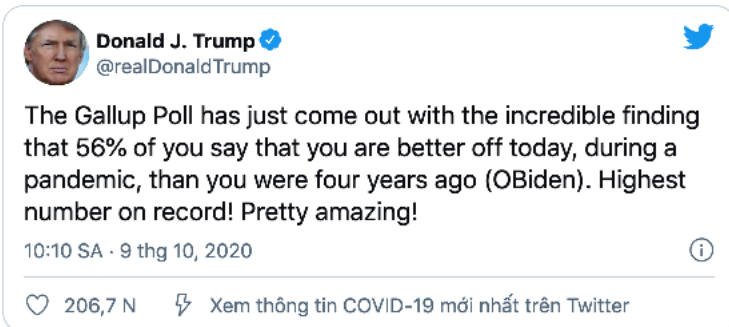 Donald J. Trump
@realDonaldTrump
The Gallup Poll has just come out with the incredible finding
that 56% of you say that you are better off today, during a
pandemic, than you were four years ago (OBiden). Highest
number on record! Pretty amazing!
10:10 SA · 9 thg 10, 2020
206,7 N Xem thông tin COVID-19 mới nhất trên Twitter